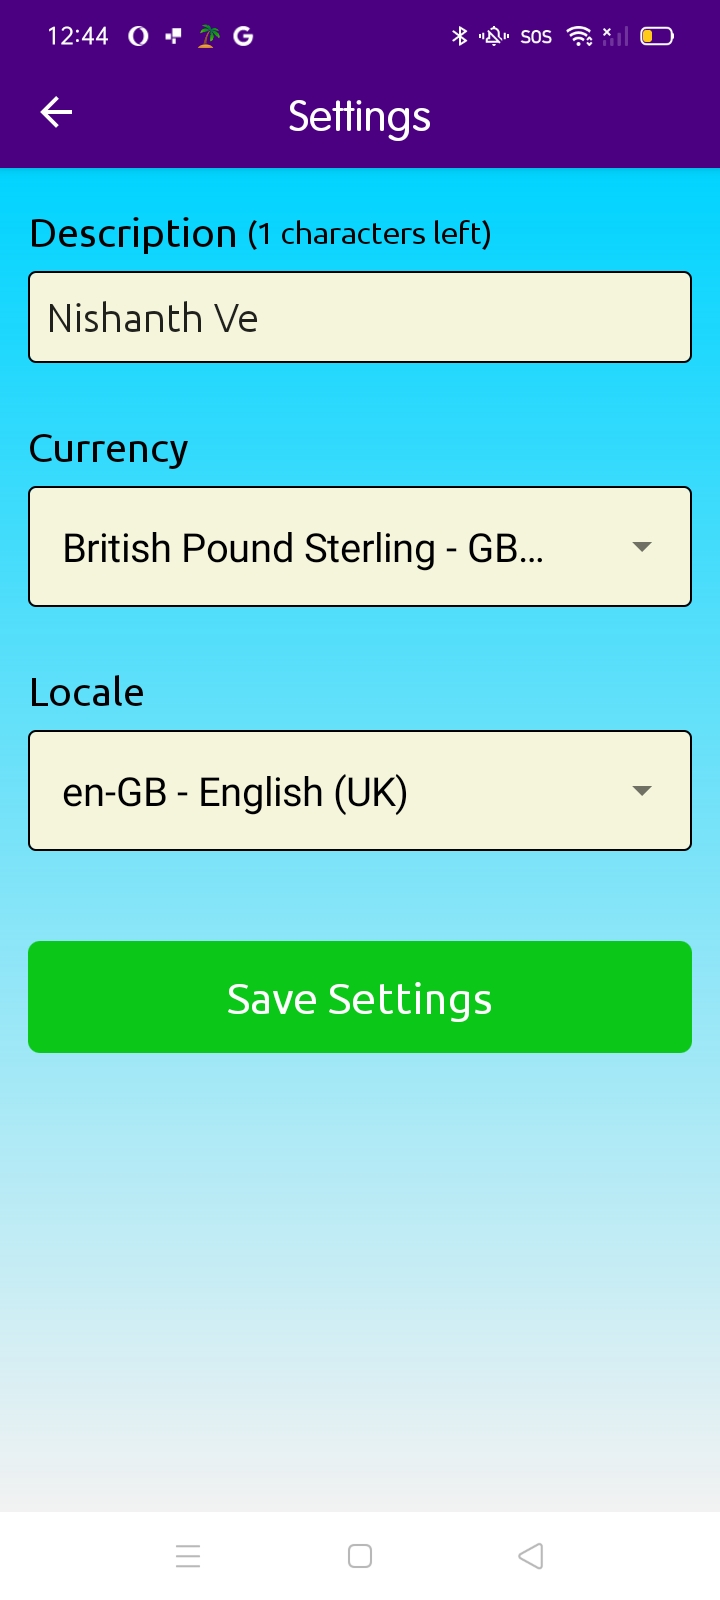 12:44 SOS
Settings
Description (1 characters left)
Nishanth Ve
Currency
British Pound Sterling - GB...
Locale
en-GB - English (UK)
Save Settings